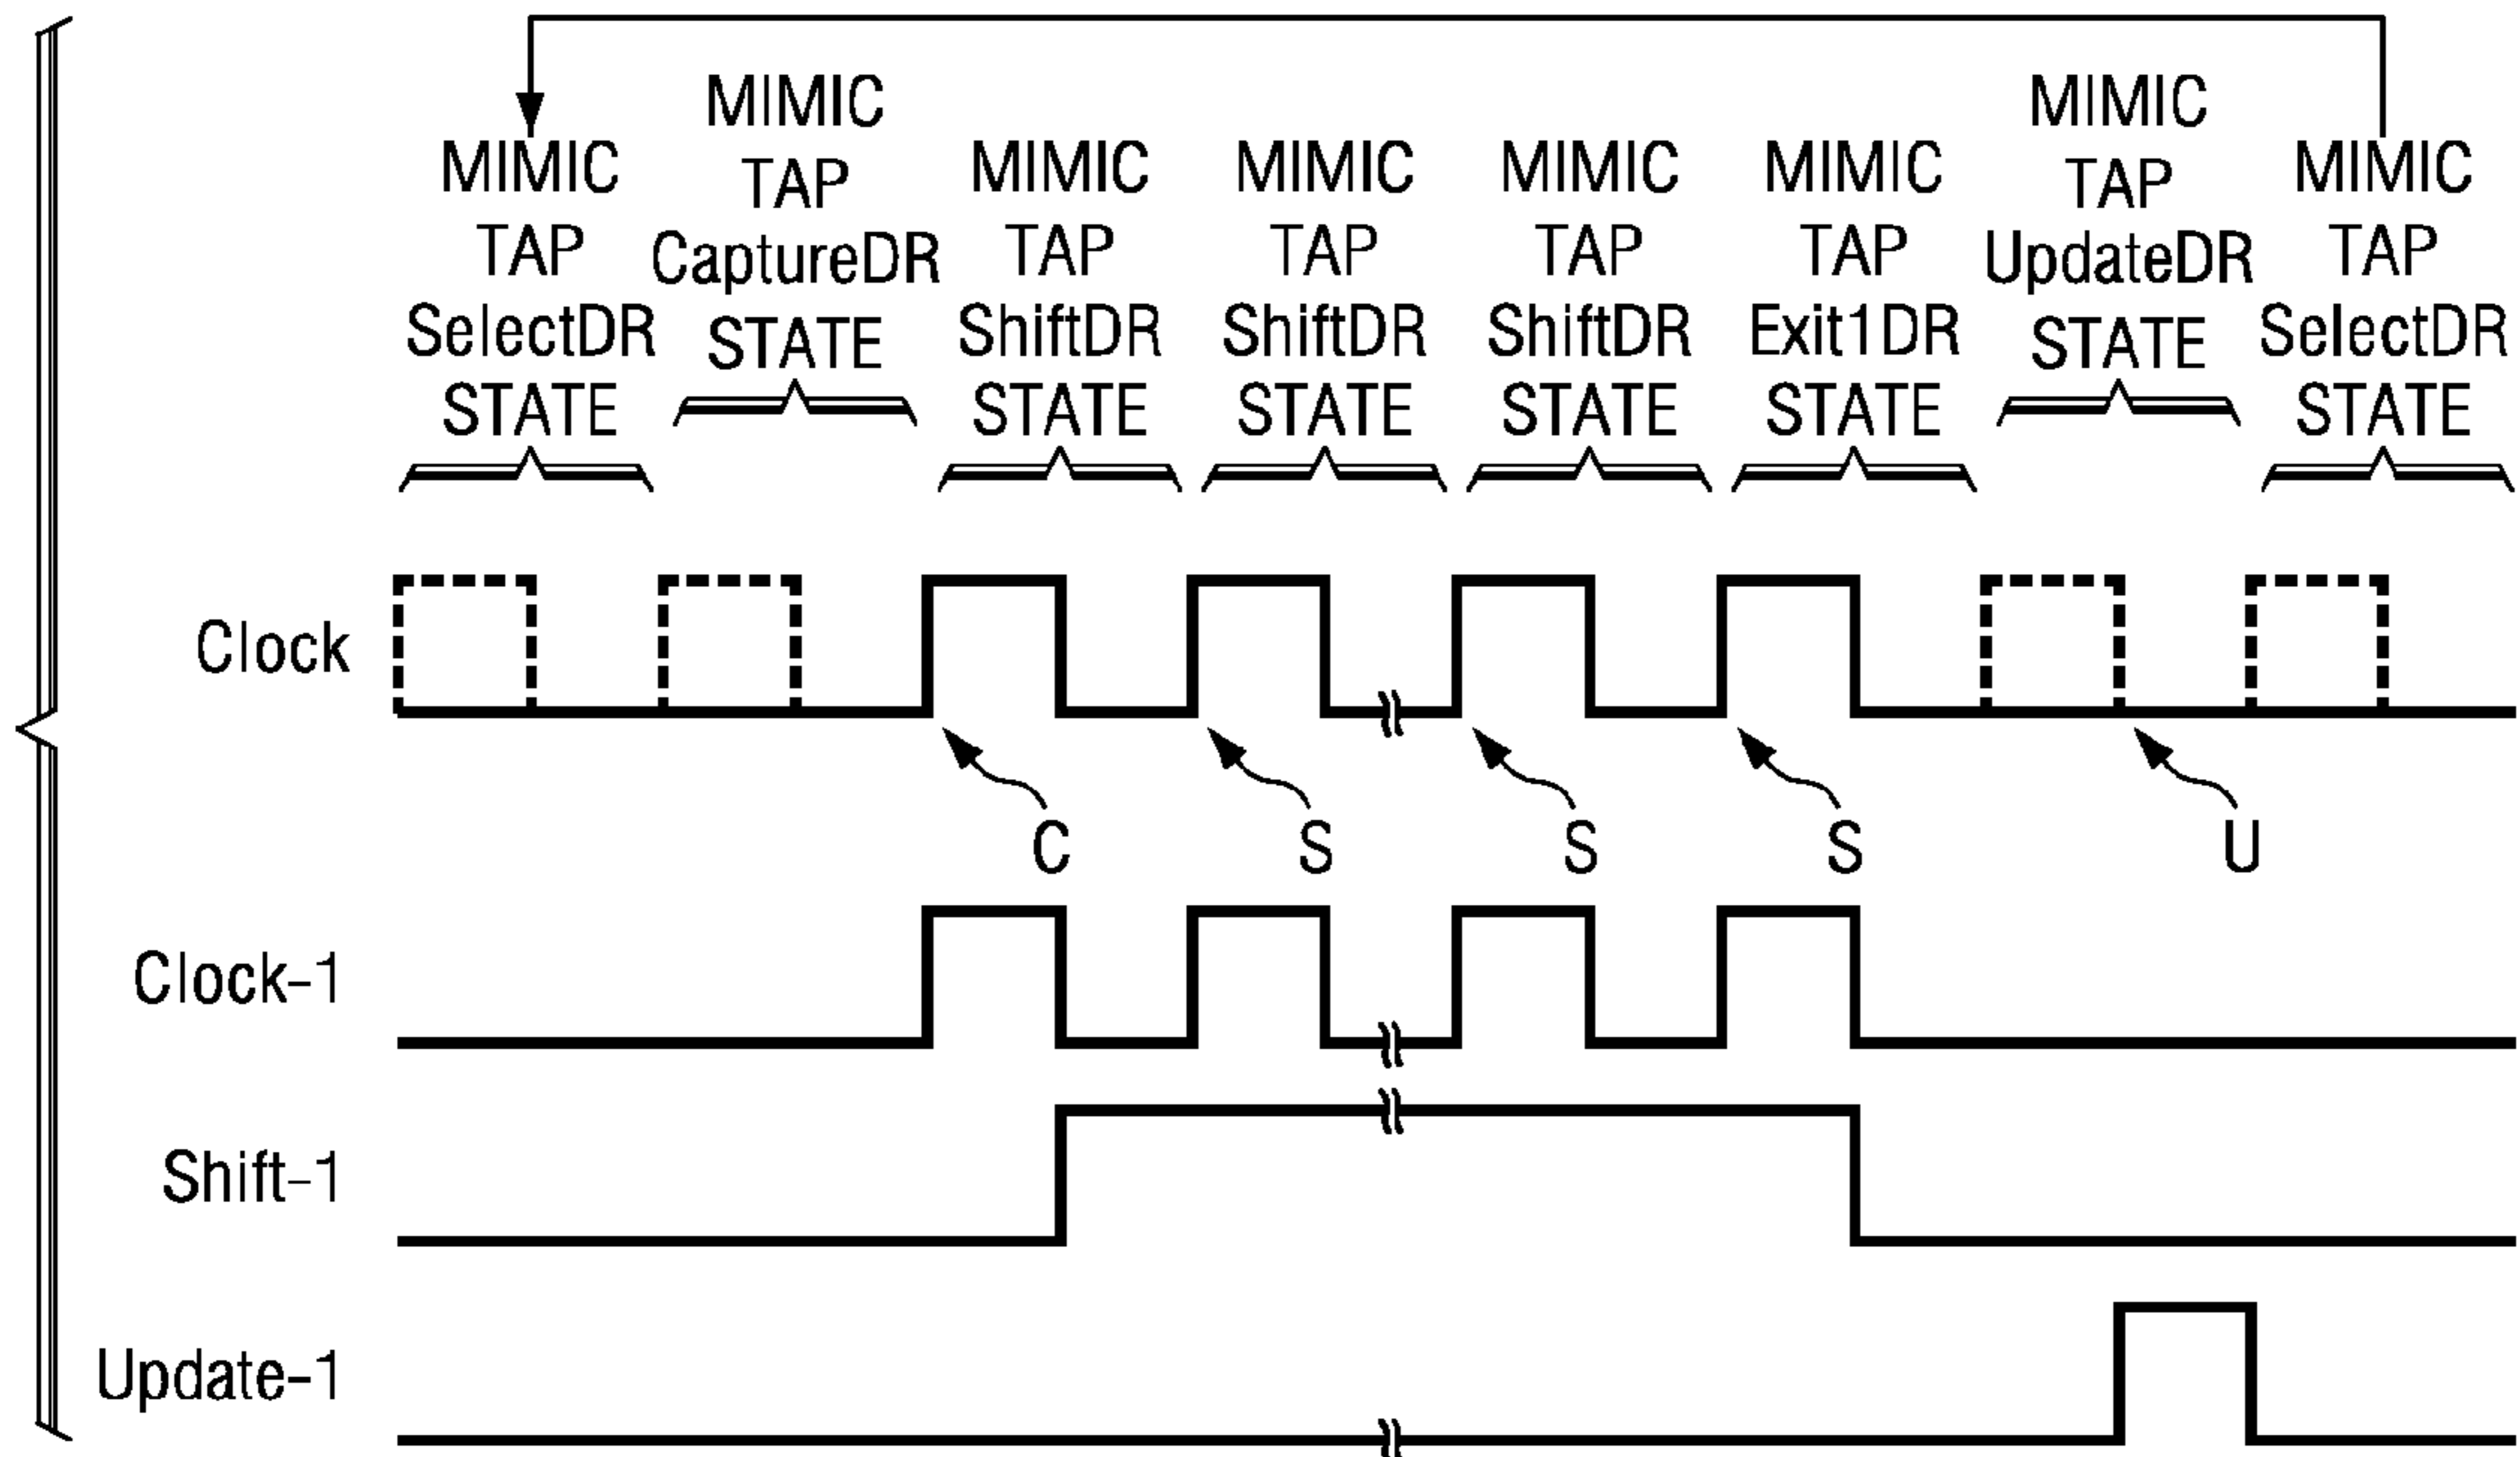 MIMIC
TAP
SelectDR
STATE
MIMIC
TAP
CaptureDR
STATE
MIMIC
TAP
ShiftDR
STATE
MIMIC
TAP
ShiftDR
STATE
MIMIC
TAP
ShiftDR
STATE
MIMIC
TAP
Exit1DR
STATE
MIMIC
TAP
UpdateDR
STATE
MIMIC
TAP
SelectDR
STATE
Clock
C
S
S
S
U
Clock-1
Shift-1
Update-1